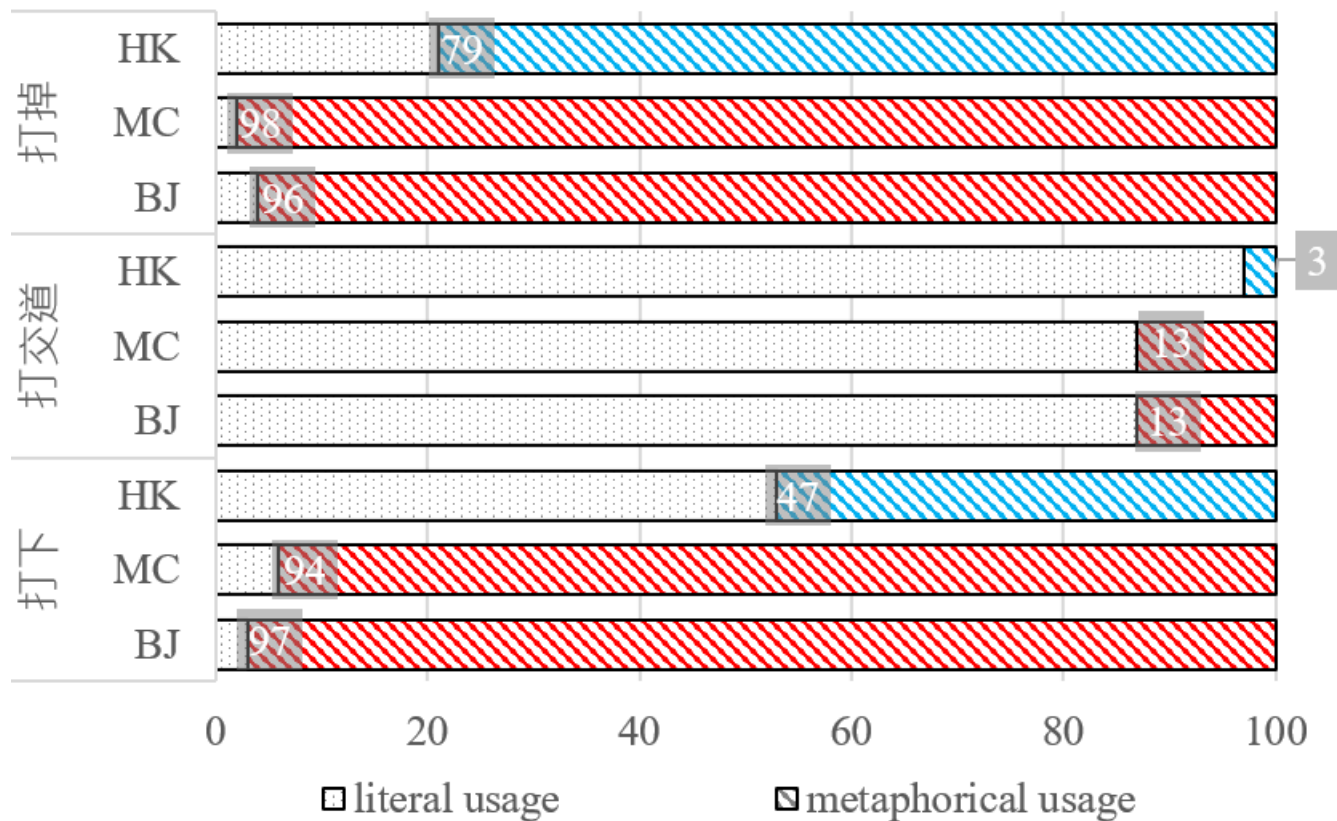 打掉
HK 79
MC 98
BJ 96
打交道
HK 3
MC 13
BJ 13
打下
HK 47
MC 94
BJ 97
0 20 40 60 80 100
literal usage metaphorical usage